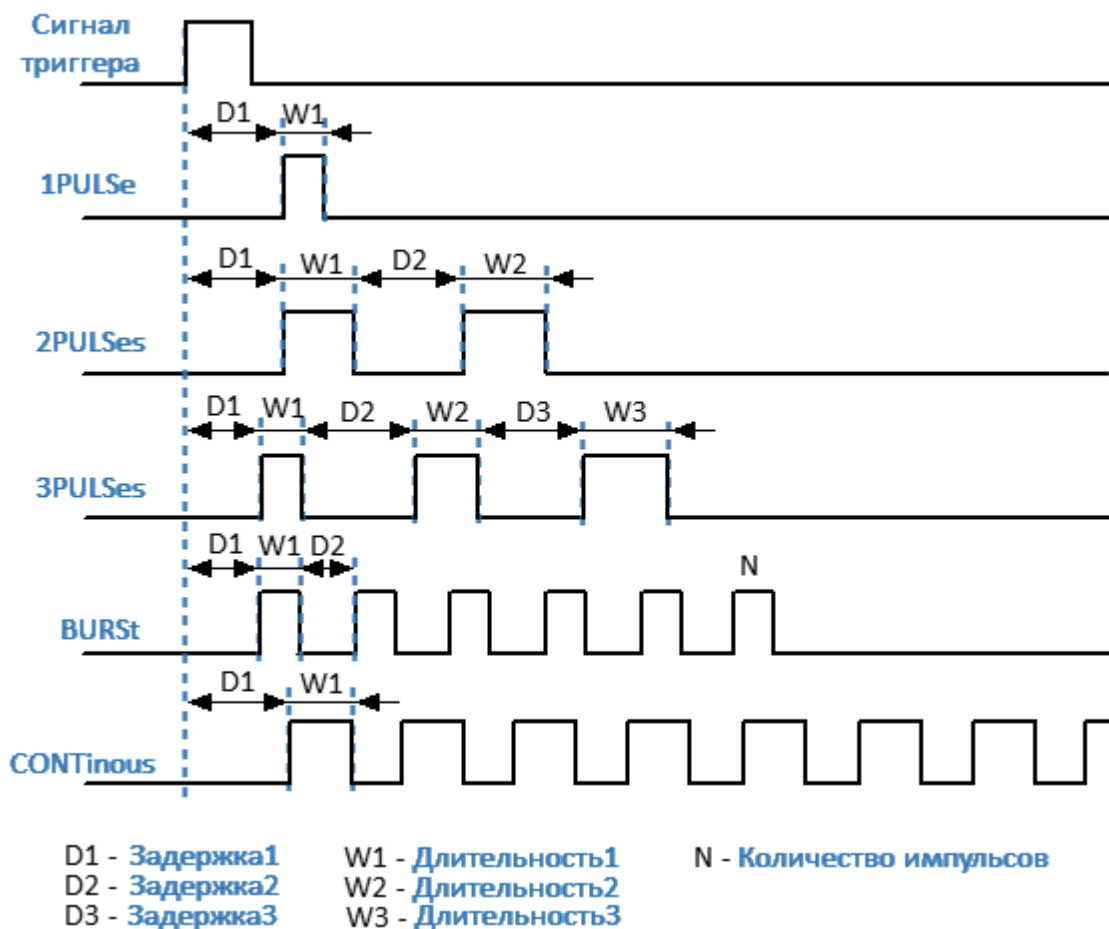 Сигнал
триггера
D1 W1
1PULSe
D1 W1 D2 W2
2PULSes
D1 W1 D2 W2 D3 W3
3PULSes
D1 W1 D2 N
BURSt
D1 W1
CONTinous
D1 - Задержка1 W1 - Длительность1 N - Количество импульсов
D2 - Задержка2 W2 - Длительность2
D3 - Задержка3 W3 - Длительность3